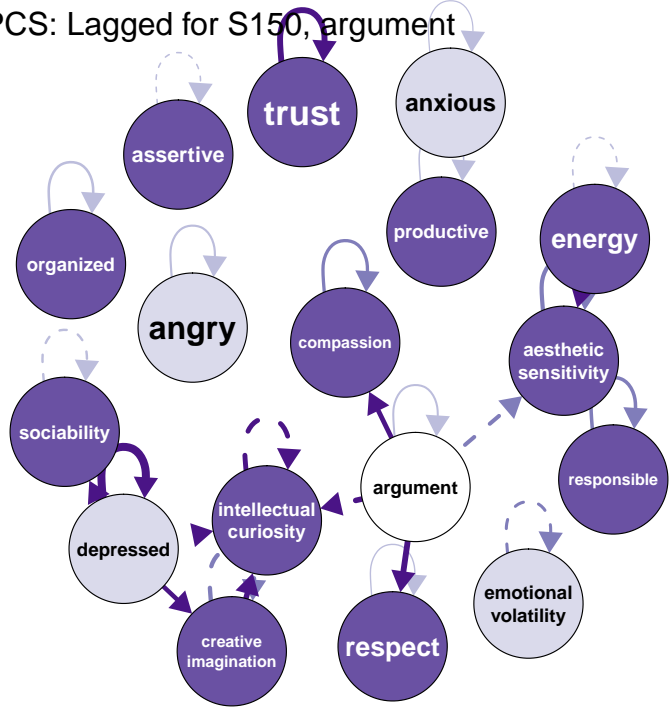 PCS: Lagged for S150, argument
trust
anxious
assertive
productive
energy
organized
angry
compassion
aesthetic
sensitivity
sociability
responsible
argument
intellectual
curiosity
depressed
emotional
volatility
creative
imagination
respect